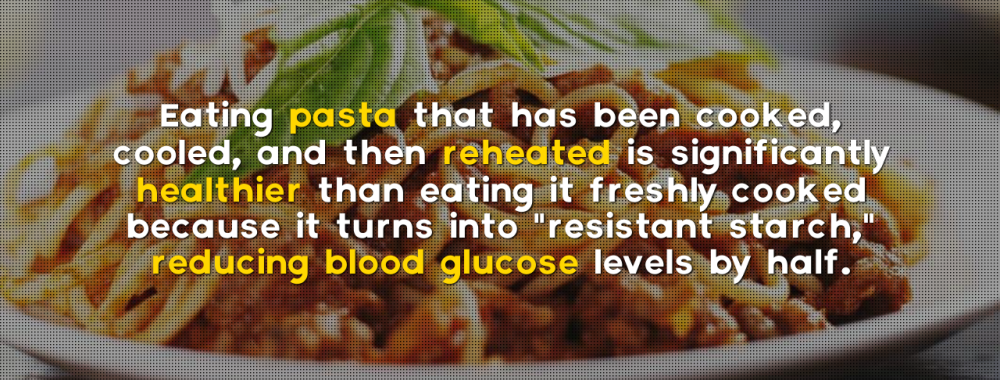 Eating pasta that has been cooked,
cooled, and then reheated is significantly
healthier than eating it freshly cooked
because it turns into "resistant starch,"
reducing blood glucose levels by half.